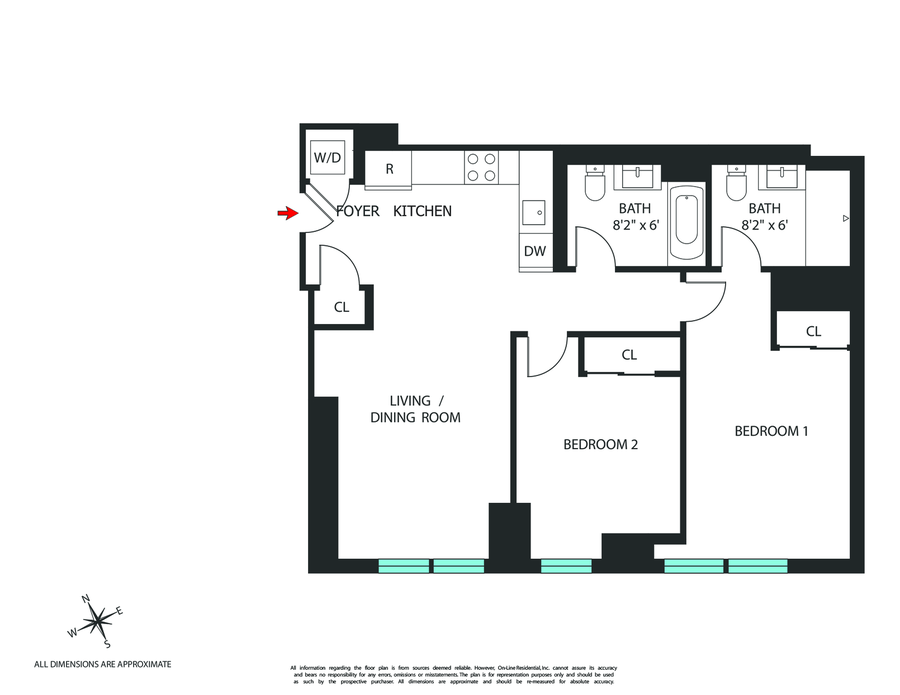 W/D
R
FOYER KITCHEN
BATH
8'2" x 6'
BATH
8'2" x 6'
DW
CL
CL
CL
LIVING /
DINING ROOM
BEDROOM 2
BEDROOM 1
N
E
W
S
ALL DIMENSIONS ARE APPROXIMATE
All information regarding the floor plan is from sources deemed reliable. However, On-Line Residential, Inc. cannot assure its accuracy
and bears no responsibility for any errors, omissions or misstatements. The plan is for representation purposes only and should be used
as such by the prospective purchaser. All dimensions are approximate and should be re-measured for absolute accuracy.